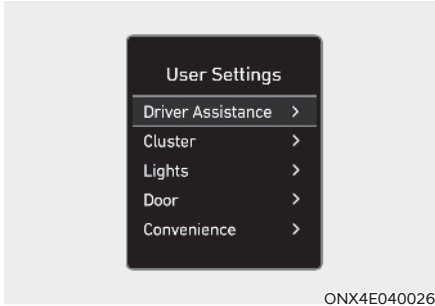 User Settings
Driver Assistance >
Cluster >
Lights >
Door >
Convenience >
ONX4E040026